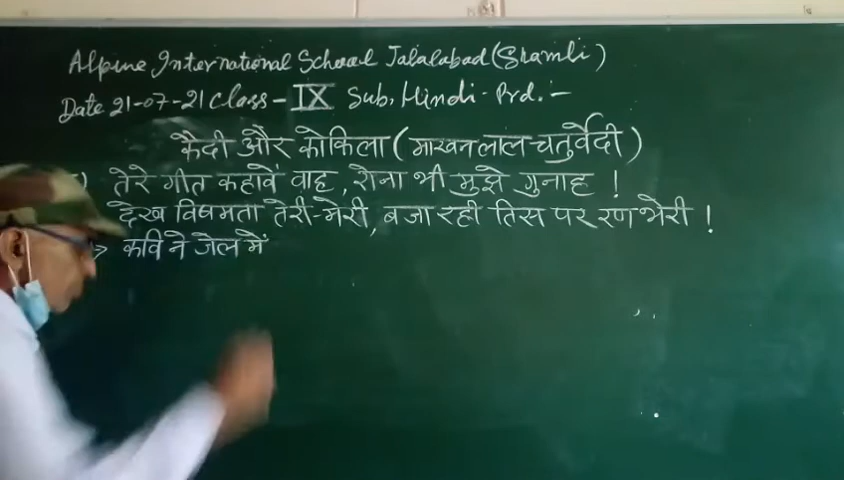 Alpine International School Jalalabad (Shamli)
Date 21-07-21 Class - IX Sub. Hindi - Prd. :-
कैदी और कोकिला (माखनलाल चतुर्वेदी)
तेरे गीत कहावें वाह, रोना भी मुझे गुनाह !
देख विषमता तेरी-मेरी, बजा रही तिस पर रण भेरी !
कवि ने जेल में